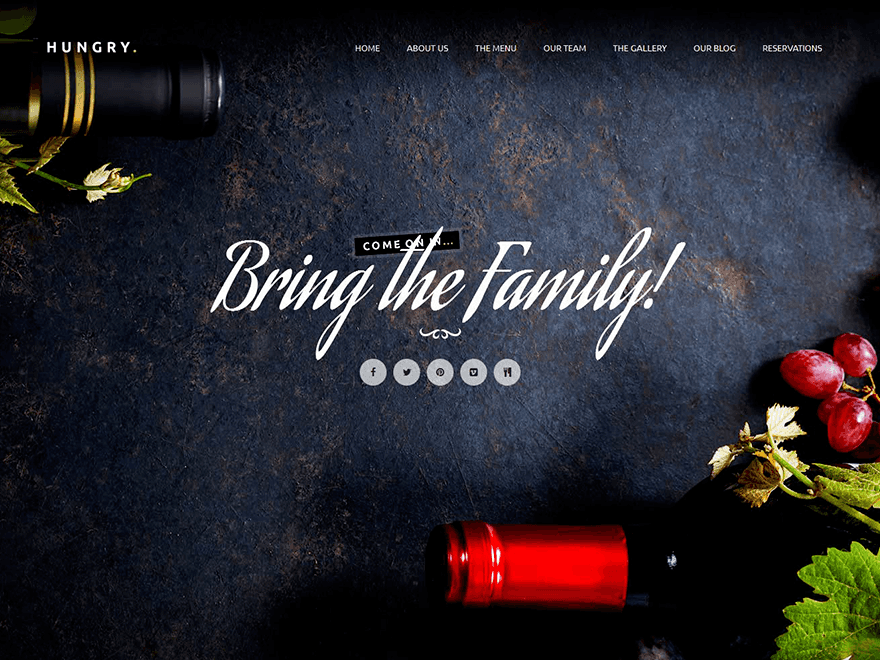 HUNGRY.
HOME ABOUT US THE MENU OUR TEAM THE GALLERY OUR BLOG RESERVATIONS
COME ON IN...
Bring the Family!